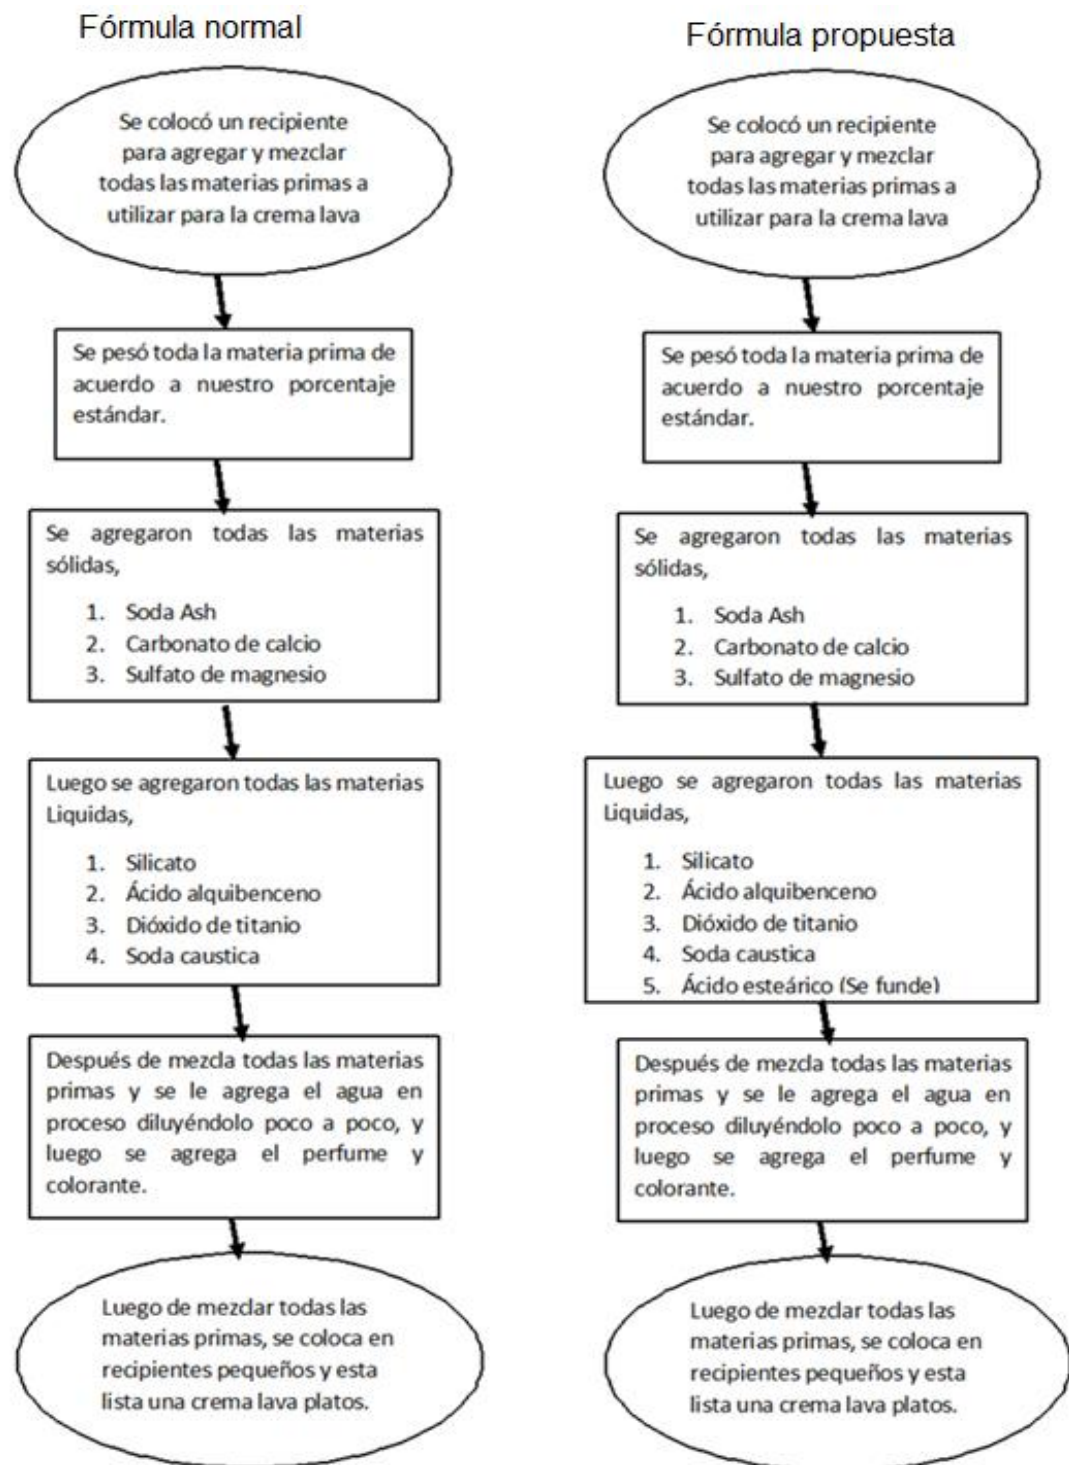 Fórmula normal
Se colocó un recipiente
para agregar y mezclar
todas las materias primas a
utilizar para la crema lava
Se pesó toda la materia prima de
acuerdo a nuestro porcentaje
estándar.
Se agregaron todas las materias
sólidas,
1. Soda Ash
2. Carbonato de calcio
3. Sulfato de magnesio
Luego se agregaron todas las materias
Liquidas,
1. Silicato
2. Ácido alquibenceno
3. Dióxido de titanio
4. Soda caustica
Después de mezcla todas las materias
primas y se le agrega el agua en
proceso diluyéndolo poco a poco, y
luego se agrega el perfume y
colorante.
Luego de mezclar todas las
materias primas, se coloca en
recipientes pequeños y esta
lista una crema lava platos.
Fórmula propuesta
Se colocó un recipiente
para agregar y mezclar
todas las materias primas a
utilizar para la crema lava
Se pesó toda la materia prima de
acuerdo a nuestro porcentaje
estándar.
Se agregaron todas las materias
sólidas,
1. Soda Ash
2. Carbonato de calcio
3. Sulfato de magnesio
Luego se agregaron todas las materias
Liquidas,
1. Silicato
2. Ácido alquibenceno
3. Dióxido de titanio
4. Soda caustica
5. Ácido esteárico (Se funde)
Después de mezcla todas las materias
primas y se le agrega el agua en
proceso diluyéndolo poco a poco, y
luego se agrega el perfume y
colorante.
Luego de mezclar todas las
materias primas, se coloca en
recipientes pequeños y esta
lista una crema lava platos.